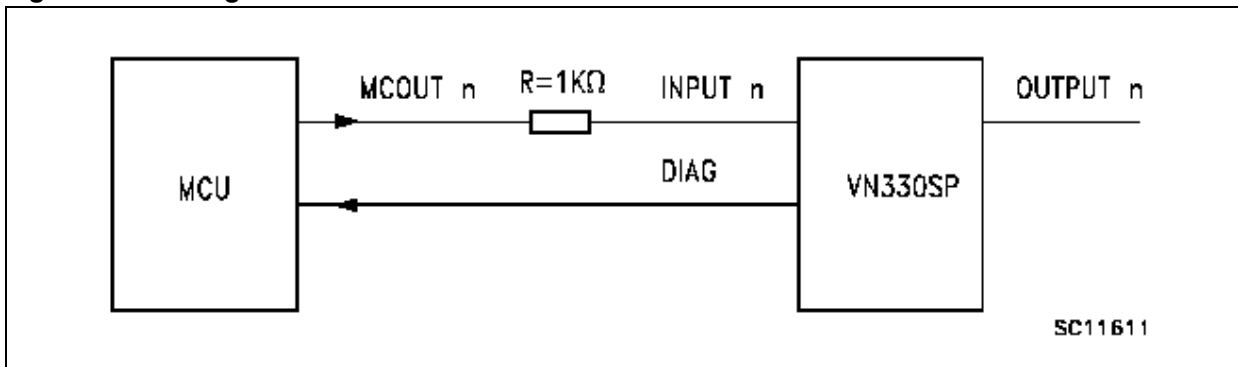 MCOUT n R=1KΩ INPUT n OUTPUT n
DIAG
MCU VN330SP
SC11611